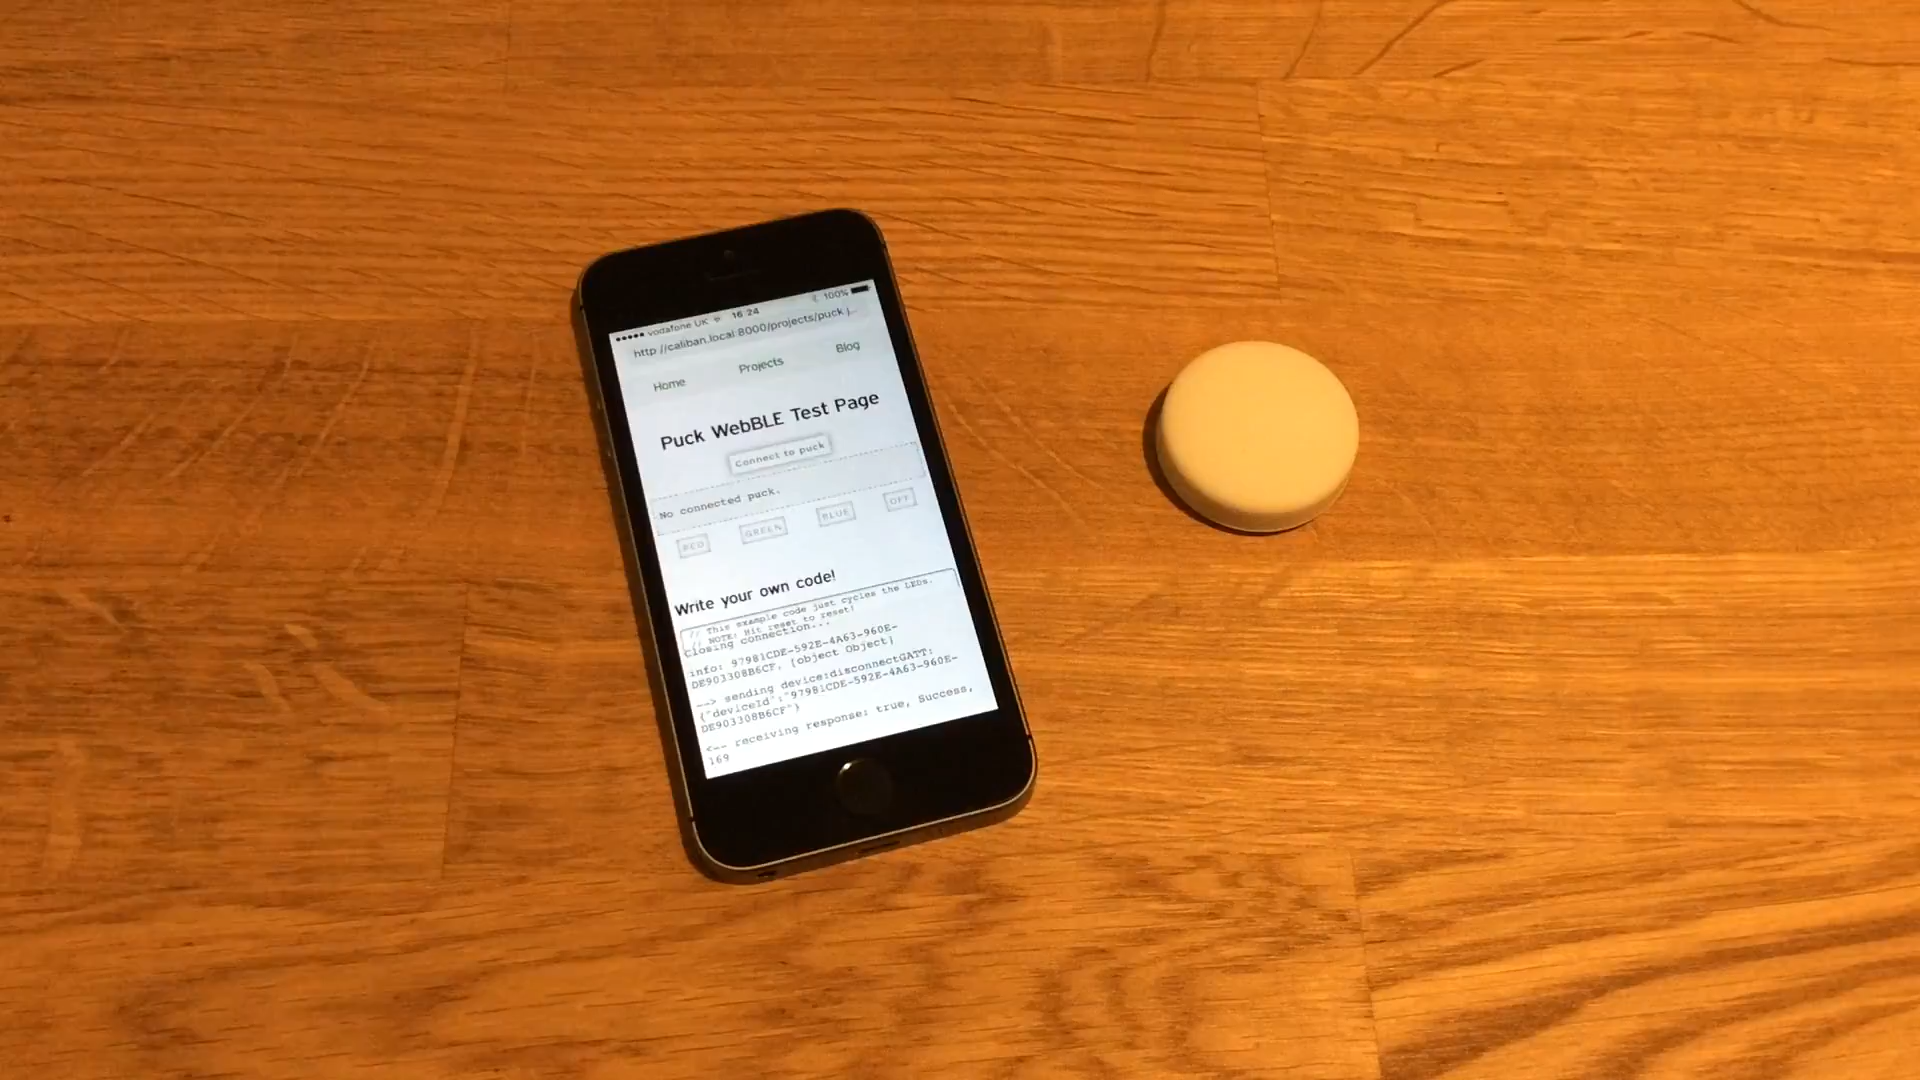 vodafone UK 16 24 100%
http //caliban.local 8000/projects/puck j...
Home Projects Blog
Puck WebBLE Test Page
Connect to puck
No connected puck.
RED GREEN BLUE OFF
Write your own code!
// This example code just cycles the LEDs.
// NOTE: Hit reset to reset!
Closing connection...
info: 97981CDE-592E-4A63-960E-
DE903308B6CF, [object Object]
--> sending device:disconnectGATT:
{"deviceId":"97981CDE-592E-4A63-960E-
DE903308B6CF"}
<-- receiving response: true, Success,
169